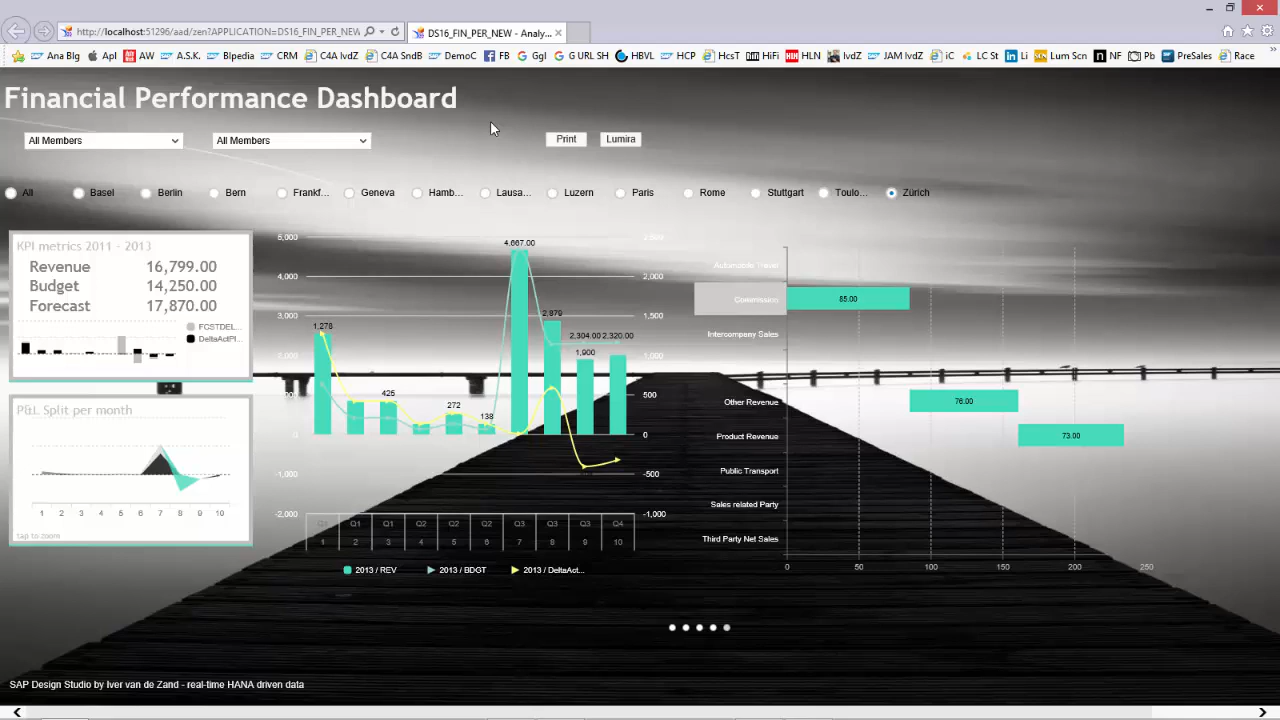 http://localhost:51296/aad/zen?APPLICATION=DS16_FIN_PER_NEW
DS16_FIN_PER_NEW - Analy...
Ana Blg
Apl
AW
A.S.K.
BIpedia
CRM
C4A IvdZ
C4A SndB
DemoC
FB
Ggl
G URL SH
HBVL
HCP
HcsT
HiFi
HLN
IvdZ
JAM IvdZ
iC
LC St
Li
Lum Scn
NF
Pb
PreSales
Race
Financial Performance Dashboard
All Members
All Members
Print
Lumira
All
Basel
Berlin
Bern
Frankf...
Geneva
Hamb...
Lausa...
Luzern
Paris
Rome
Stuttgart
Toulo...
Zürich
KPI metrics 2011 - 2013
Revenue 16,799.00
Budget 14,250.00
Forecast 17,870.00
FCSTDEL...
DeltaActPl...
P&L Split per month
1 2 3 4 5 6 7 8 9 10
Tap to zoom
5,000
4,000
3,000
2,000
0
-1,000
-2,000
1,278
426
272
138
4,667.00
2,879
2,304.00
2,320.00
1,900
2,500
2,000
1,500
1,000
500
0
-500
-1,000
Q1 Q1 Q2 Q2 Q2 Q3 Q3 Q3 Q4
1 2 3 4 5 6 7 8 9 10
2013 / REV
2013 / BDGT
2013 / DeltaAct...
Automobile Travel
Commission
85.00
Intercompany Sales
Other Revenue
76.00
Product Revenue
73.00
Public Transport
Sales related Party
Third Party Net Sales
0 50 100 150 200 250
SAP Design Studio by Iver van de Zand - real-time HANA driven data